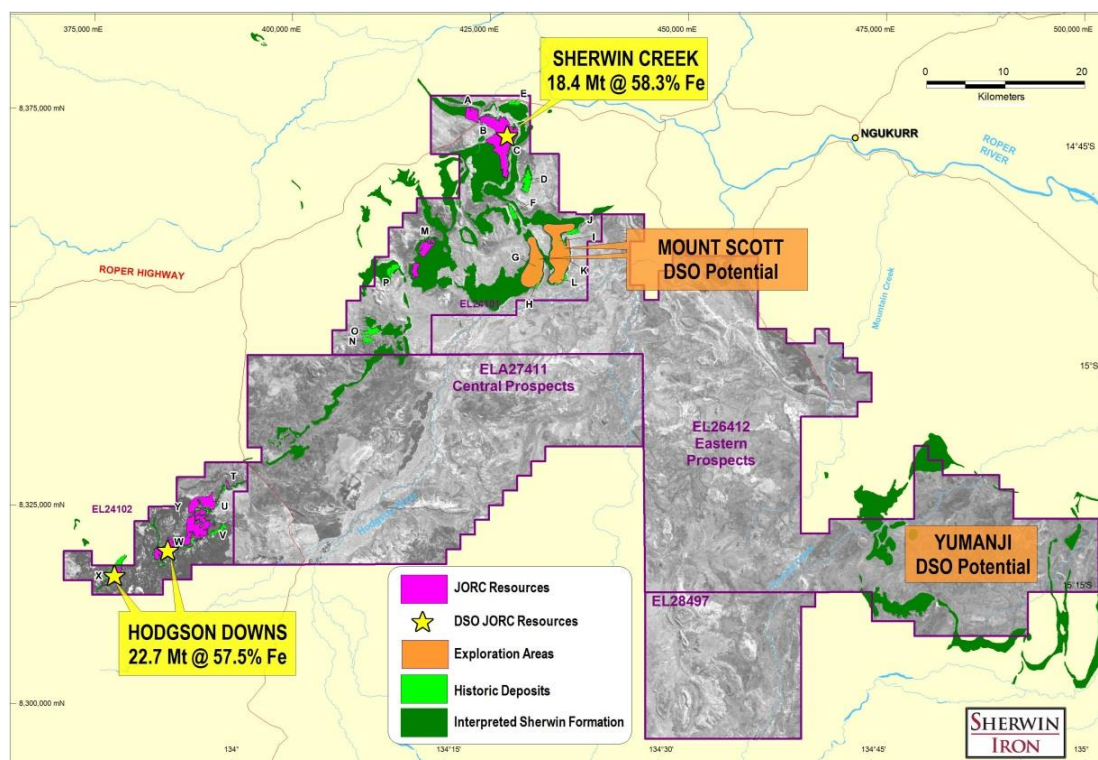 375,000 mE
400,000 mE
425,000 mE
450,000 mE
475,000 mE
500,000 mE
SHERWIN CREEK
18.4 Mt @ 58.3% Fe
0
10
20
Kilometers
8,375,000 mN
A
E
B
C
NGUKURR
ROPER
RIVER
14°45'S
D
F
J
M
I
MOUNT SCOTT
DSO Potential
G
K
L
ROPER HIGHWAY
P
H
EL24101
Mountain Creek
O
N
ELA27411
Central Prospects
15°S
EL26412
Eastern
Prospects
T
8,325,000 mN
EL24102
Y
U
V
W
X
YUMANJI
DSO Potential
15°15'S
EL28497
HODGSON DOWNS
22.7 Mt @ 57.5% Fe
JORC Resources
DSO JORC Resources
Exploration Areas
Historic Deposits
Interpreted Sherwin Formation
8,300,000 mN
134°
134°15'
134°30'
134°45'
135°
SHERWIN
IRON